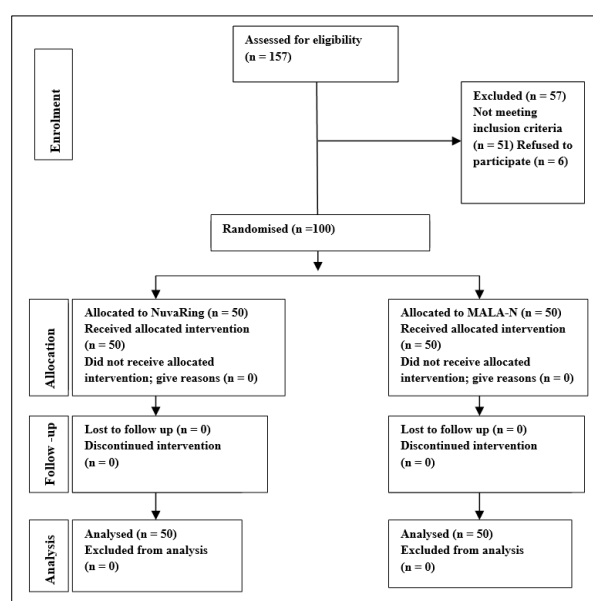 Assessed for eligibility
(n = 157)
Enrolment
Excluded (n = 57)
Not meeting
inclusion criteria
(n = 51) Refused to
participate (n = 6)
Randomised (n =100)
Allocation
Allocated to NuvaRing (n = 50)
Received allocated intervention
(n = 50)
Did not receive allocated
intervention; give reasons (n = 0)
Allocated to MALA-N (n = 50)
Received allocated intervention
(n = 50)
Did not receive allocated
intervention; give reasons (n = 0)
Follow -up
Lost to follow up (n = 0)
Discontinued intervention
(n = 0)
Lost to follow up (n = 0)
Discontinued intervention
(n = 0)
Analysis
Analysed (n = 50)
Excluded from analysis
(n = 0)
Analysed (n = 50)
Excluded from analysis
(n = 0)